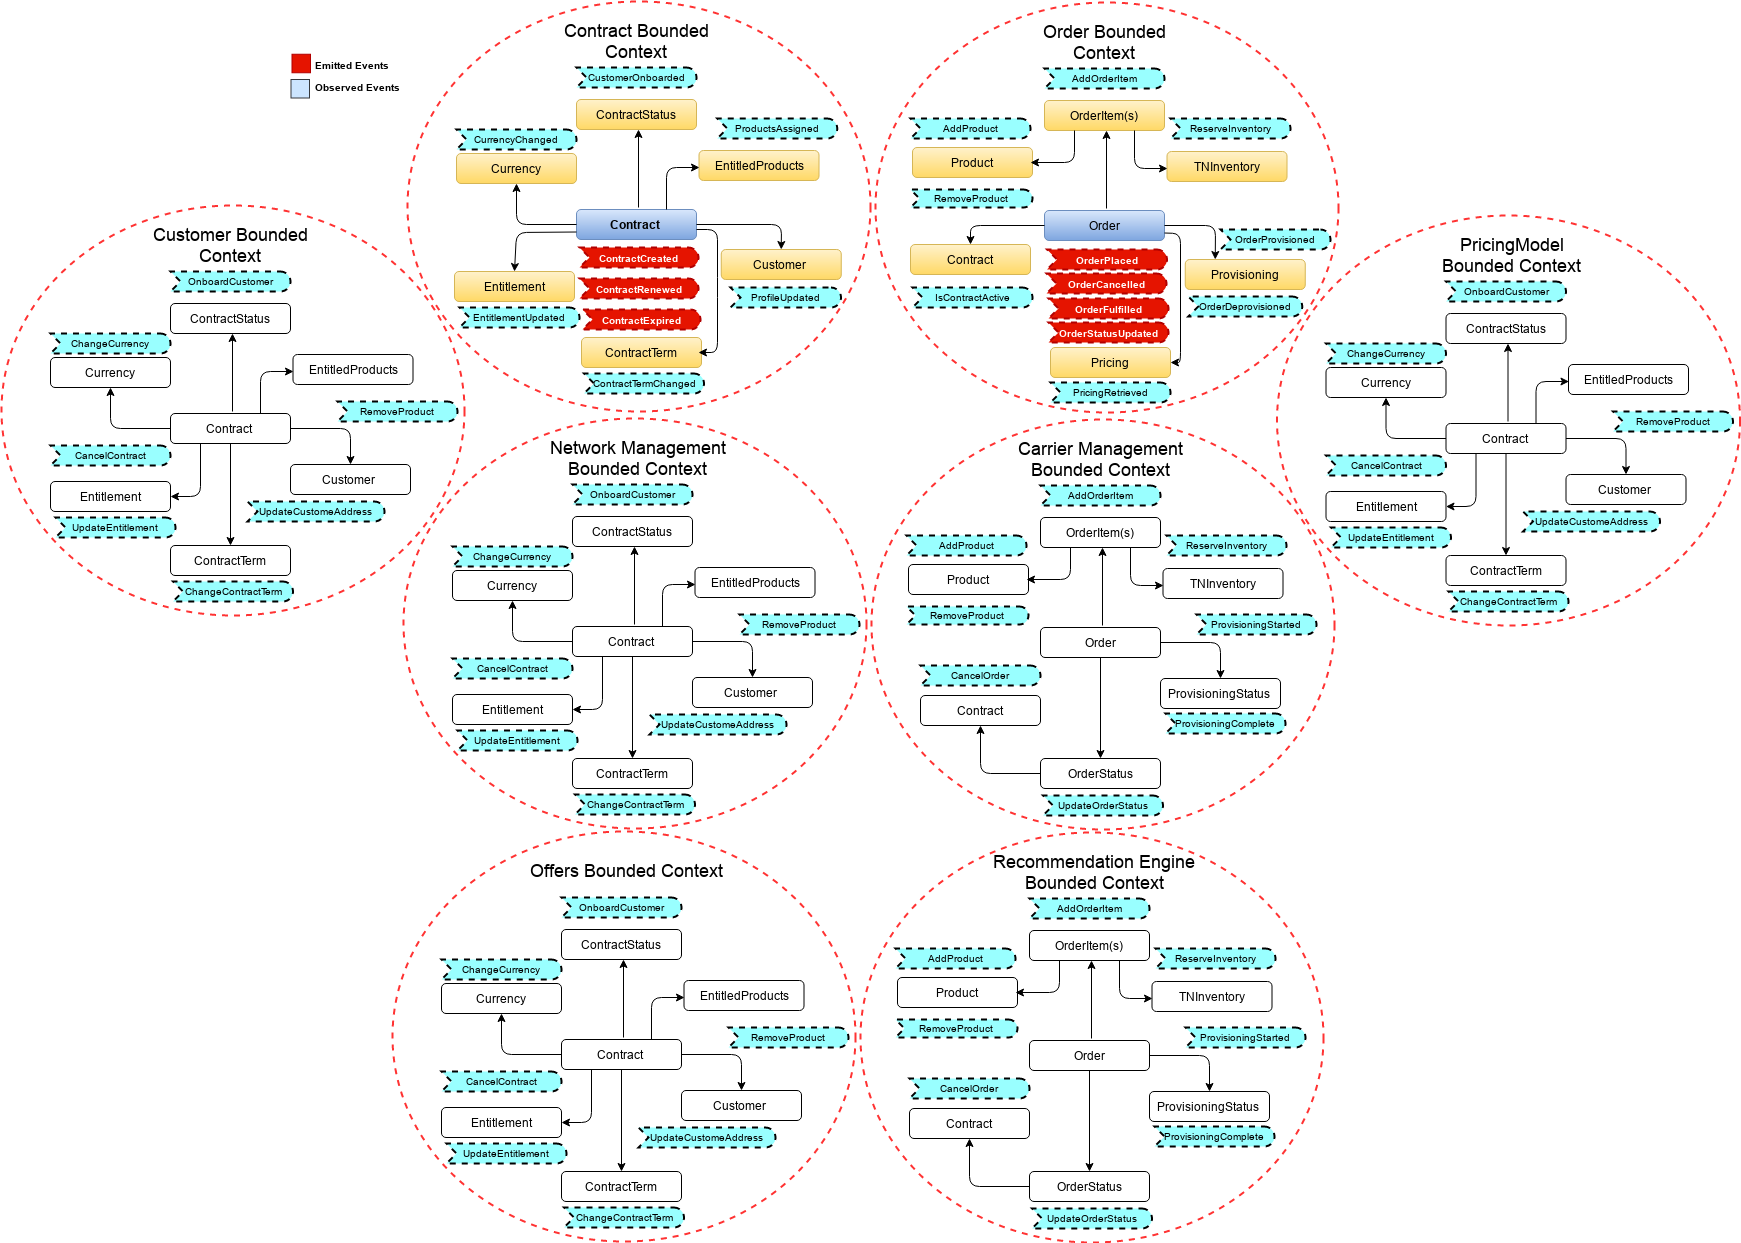 Emitted Events
Observed Events
Contract Bounded
Context
CustomerOnboarded
ContractStatus
CurrencyChanged
ProductsAssigned
Currency
EntitledProducts
Contract
ContractCreated
Customer
Entitlement
ContractRenewed
ProfileUpdated
EntitlementUpdated
ContractExpired
ContractTerm
ContractTermChanged
Order Bounded
Context
AddOrderItem
OrderItem(s)
AddProduct
ReserveInventory
Product
TNInventory
RemoveProduct
Order
OrderProvisioned
Contract
OrderPlaced
Provisioning
OrderCancelled
IsContractActive
OrderDeprovisioned
OrderFulfilled
OrderStatusUpdated
Pricing
PricingRetrieved
Customer Bounded
Context
OnboardCustomer
ContractStatus
ChangeCurrency
Currency
EntitledProducts
RemoveProduct
Contract
CancelContract
Customer
Entitlement
UpdateCustomeAddress
UpdateEntitlement
ContractTerm
ChangeContractTerm
PricingModel
Bounded Context
OnboardCustomer
ContractStatus
ChangeCurrency
Currency
EntitledProducts
RemoveProduct
Contract
CancelContract
Customer
Entitlement
UpdateCustomeAddress
UpdateEntitlement
ContractTerm
ChangeContractTerm
Network Management
Bounded Context
OnboardCustomer
ContractStatus
ChangeCurrency
Currency
EntitledProducts
RemoveProduct
Contract
CancelContract
Customer
Entitlement
UpdateCustomeAddress
UpdateEntitlement
ContractTerm
ChangeContractTerm
Carrier Management
Bounded Context
AddOrderItem
OrderItem(s)
AddProduct
ReserveInventory
Product
TNInventory
RemoveProduct
ProvisioningStarted
Order
CancelOrder
ProvisioningStatus
Contract
ProvisioningComplete
OrderStatus
UpdateOrderStatus
Offers Bounded Context
OnboardCustomer
ContractStatus
ChangeCurrency
Currency
EntitledProducts
RemoveProduct
Contract
CancelContract
Customer
Entitlement
UpdateCustomeAddress
UpdateEntitlement
ContractTerm
ChangeContractTerm
Recommendation Engine
Bounded Context
AddOrderItem
OrderItem(s)
AddProduct
ReserveInventory
Product
TNInventory
RemoveProduct
ProvisioningStarted
Order
CancelOrder
ProvisioningStatus
Contract
ProvisioningComplete
OrderStatus
UpdateOrderStatus